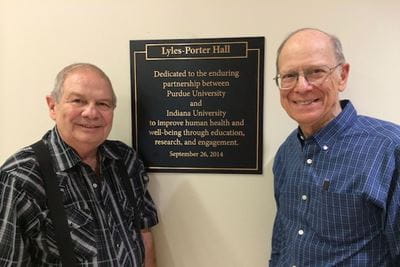 Lyles-Porter Hall
Dedicated to the enduring
partnership between
Purdue University
and
Indiana University
to improve human health and
well-being through education,
research, and engagement.
September 26, 2014